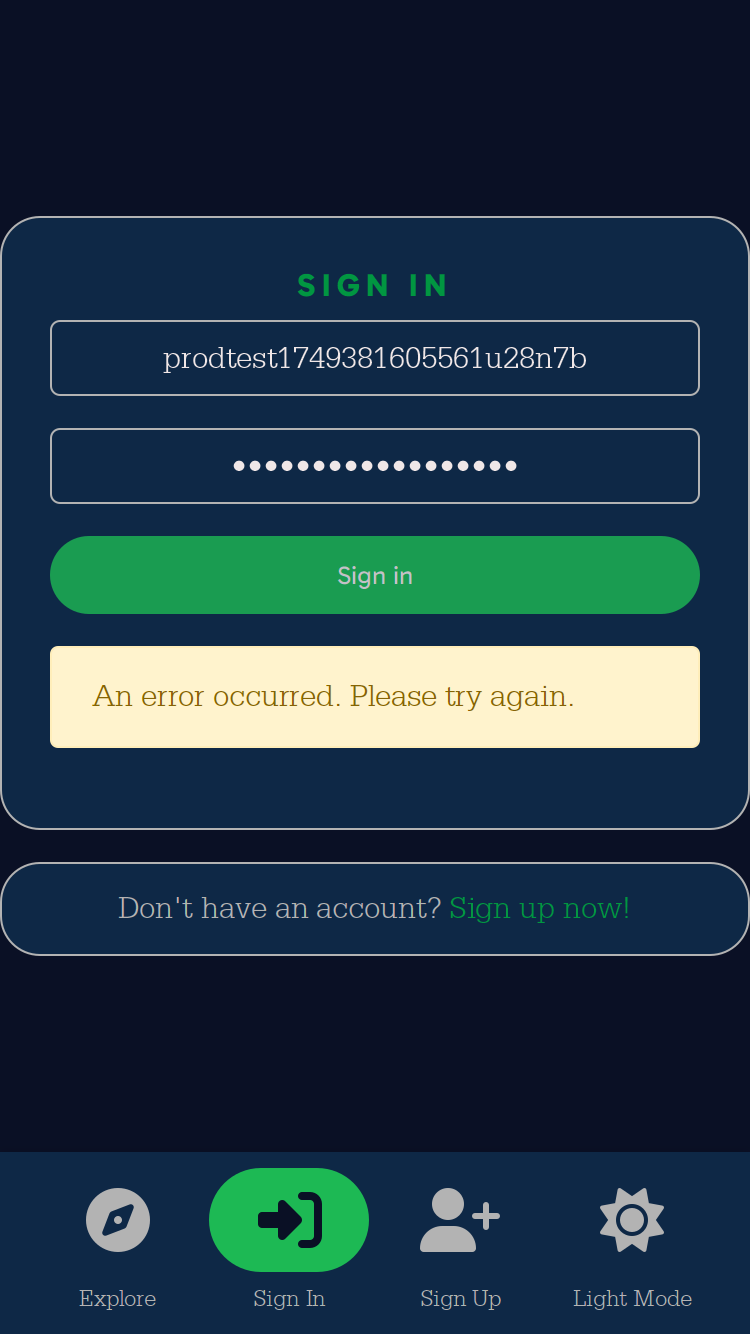 SIGN IN
prodtest1749381605561u28n7b
••••••••••••••••••
Sign in
An error occurred. Please try again.
Don't have an account? Sign up now!
Explore
Sign In
Sign Up
Light Mode